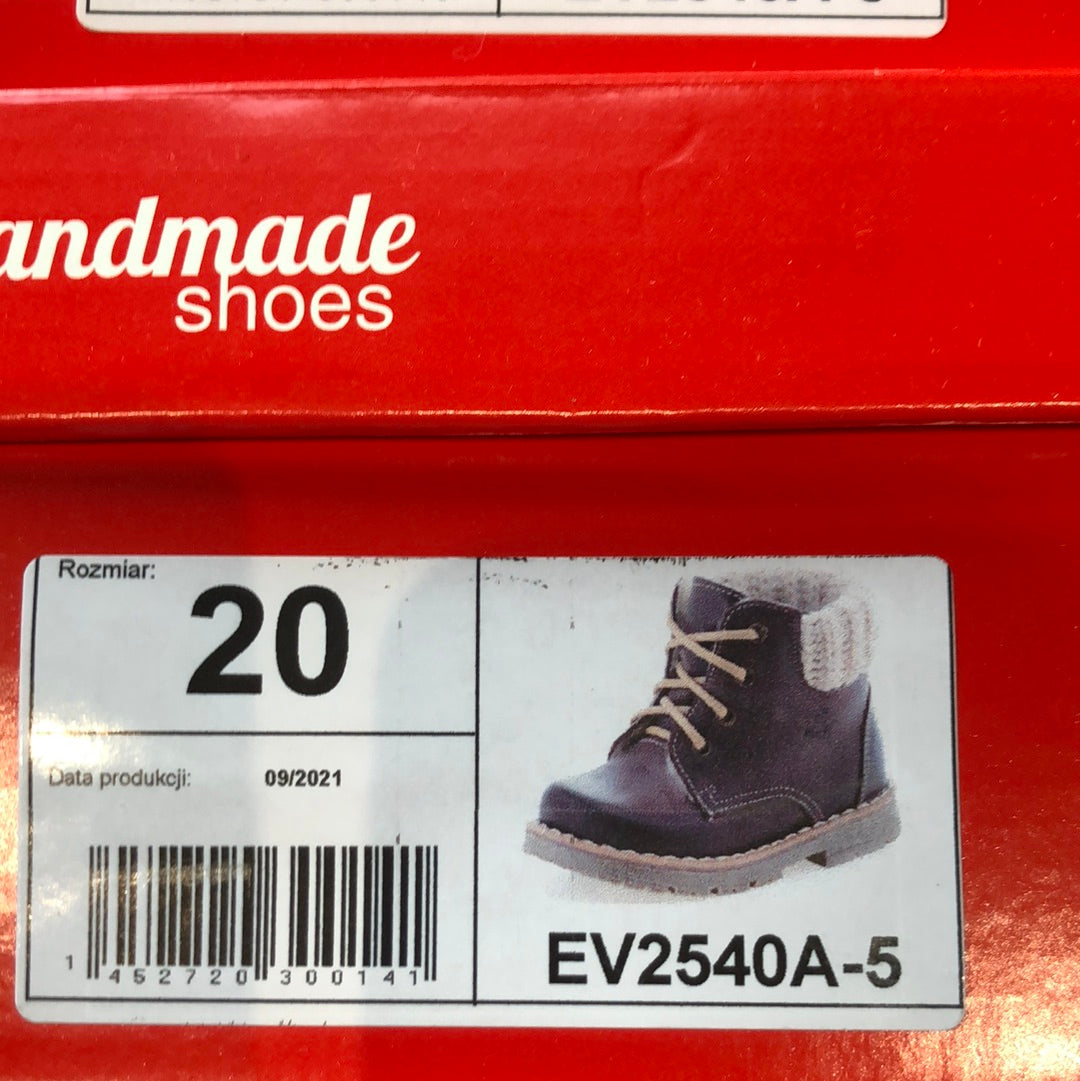 andmade
shoes
Rozmiar:
20
Data produkcji: 09/2021
1 452720 300141
EV2540A-5